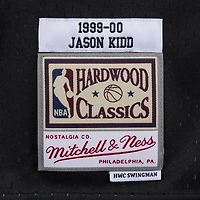 1999-00
JASON KIDD
HARDWOOD
NBA
CLASSICS
NOSTALGIA CO.
Mitchell & Ness
PHILADELPHIA, PA.
HWC SWINGMAN